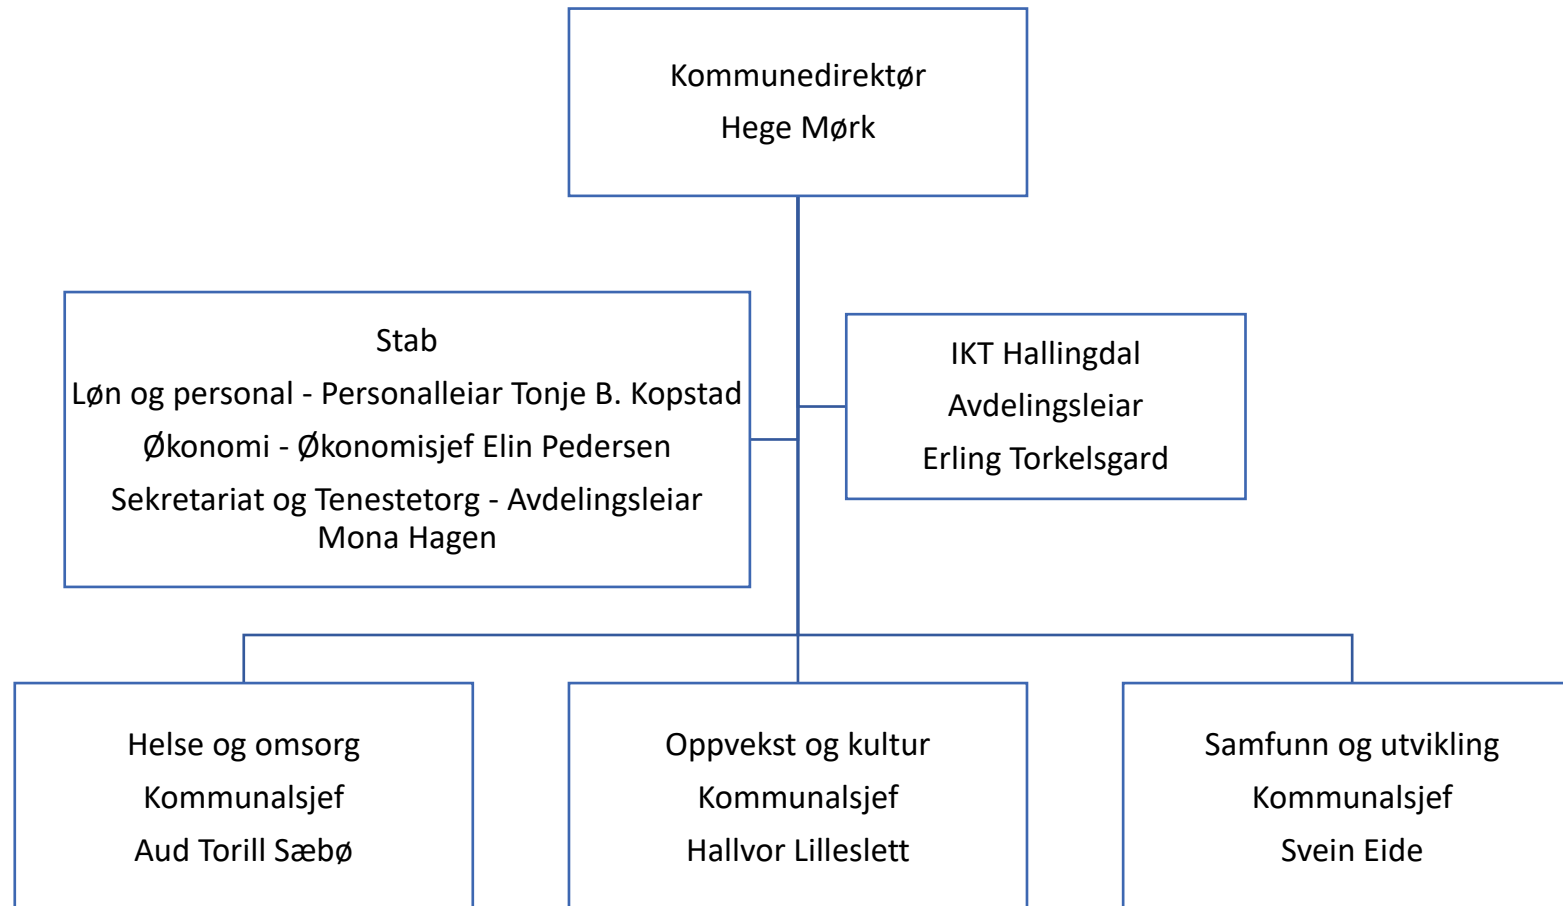 Kommunedirektør
Hege Mørk
Stab
Løn og personal - Personalleiar Tonje B. Kopstad
Økonomi - Økonomisjef Elin Pedersen
Sekretariat og Tenestetorg - Avdelingsleiar
Mona Hagen
IKT Hallingdal
Avdelingsleiar
Erling Torkelsgard
Helse og omsorg
Kommunalsjef
Aud Torill Sæbø
Oppvekst og kultur
Kommunalsjef
Hallvor Lilleslett
Samfunn og utvikling
Kommunalsjef
Svein Eide